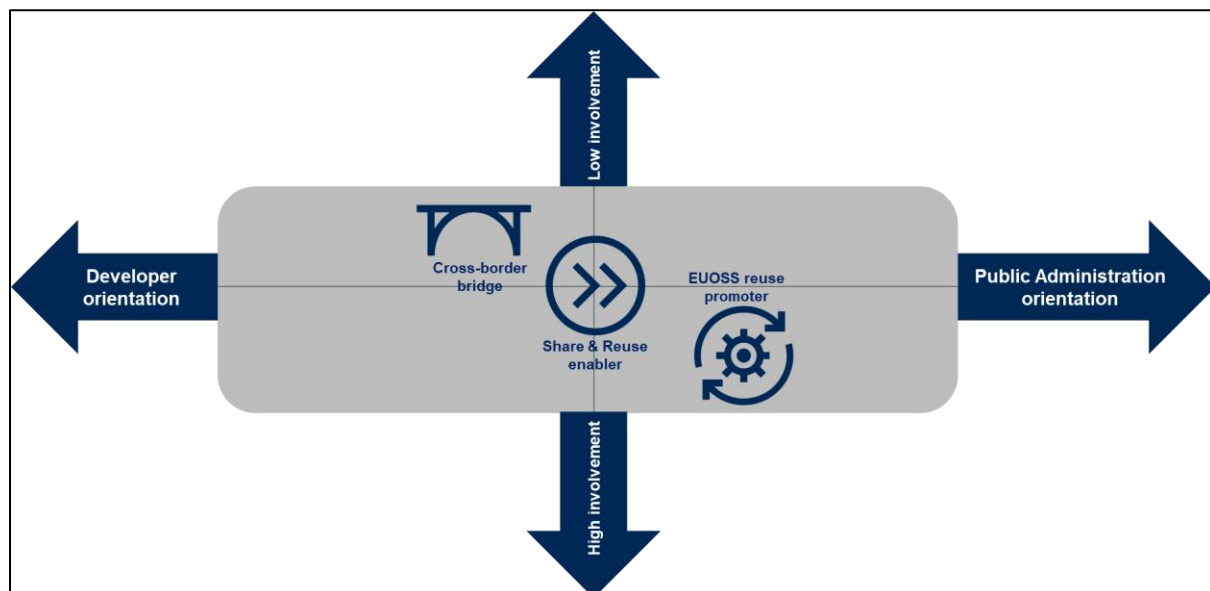 Low involvement
Cross-border
bridge
Developer
orientation
EUOSS reuse
promoter
Public Administration
orientation
Share & Reuse
enabler
High involvement